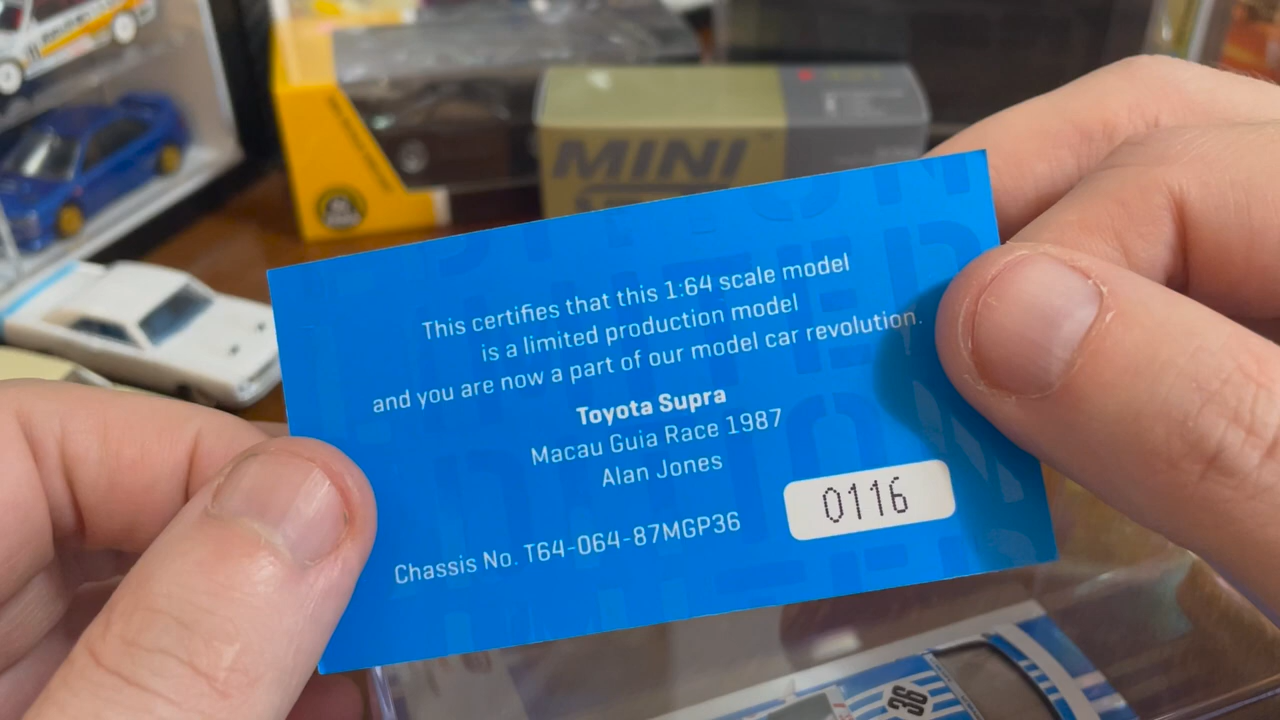 MINI
This certifies that this 1:64 scale model
is a limited production model
and you are now a part of our model car revolution.
Toyota Supra
Macau Guia Race 1987
Alan Jones
Chassis No. T64-064-87MGP36
0116
36